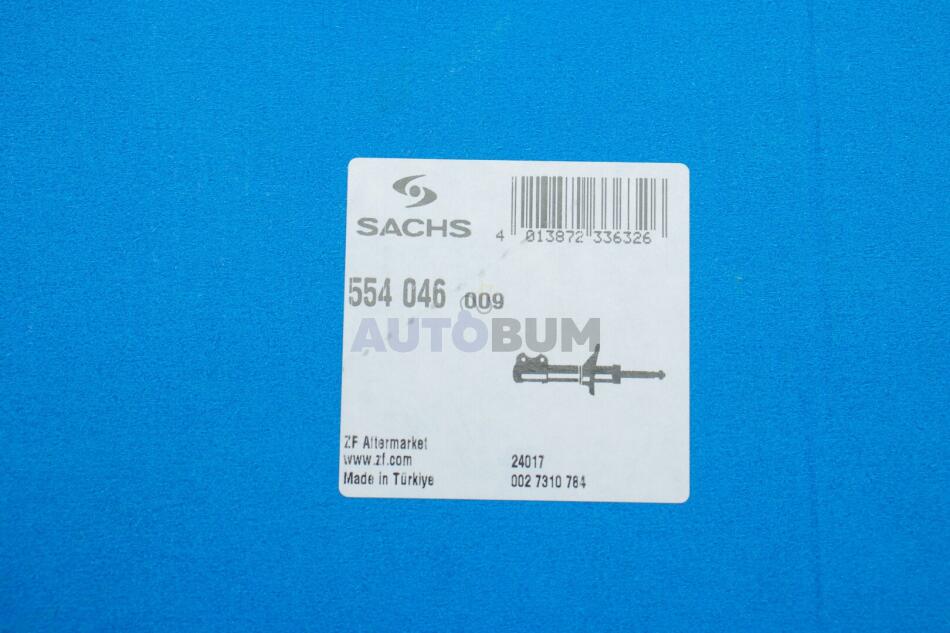 SACHS
4 013872 336326
554 046 009
AUTOBUM
ZF Aftermarket
www.zf.com
Made in Türkiye
24017
002 7310 784